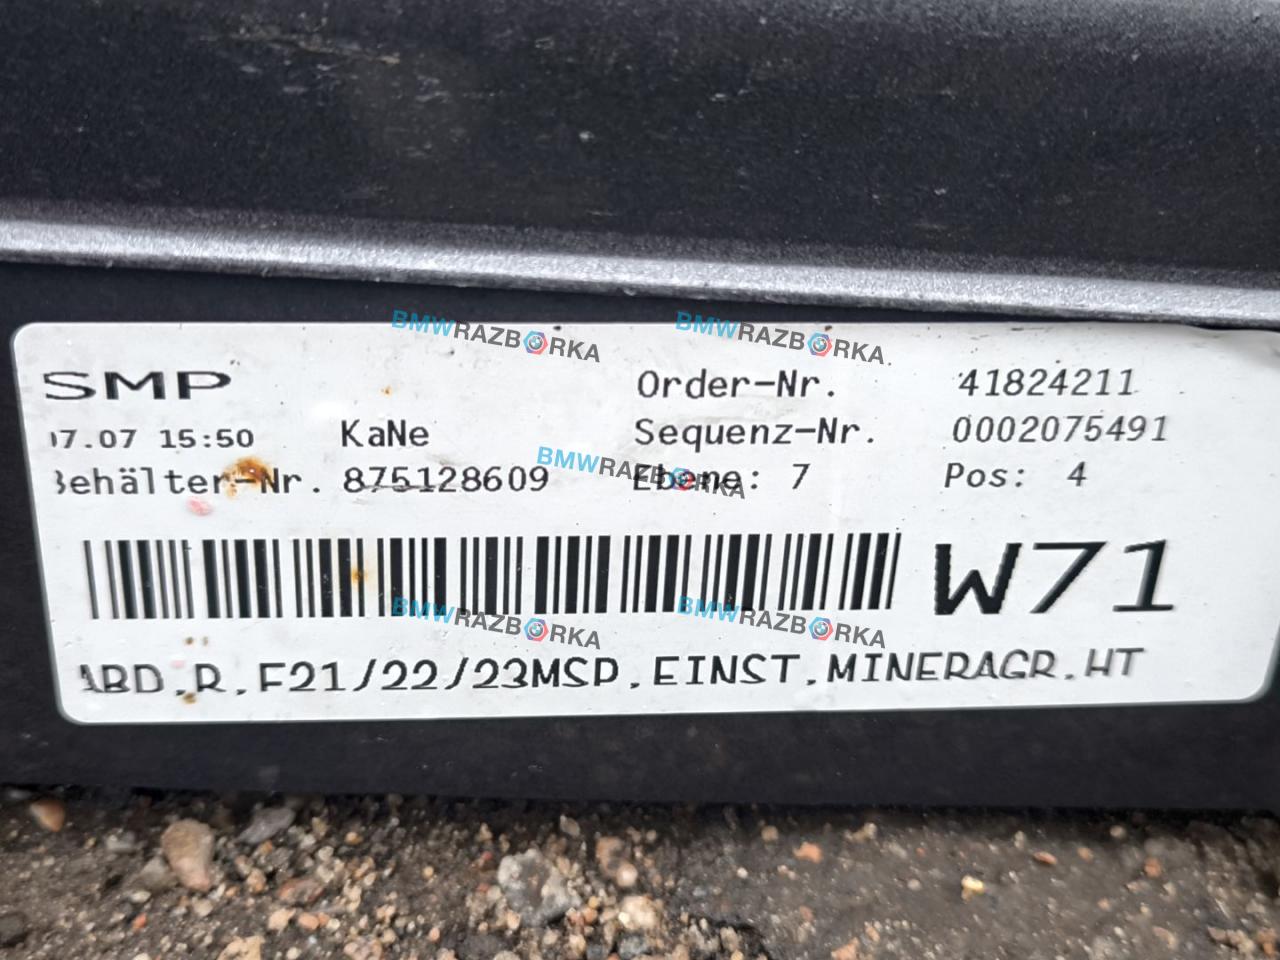 BMWRAZBORKA BMWRAZBORKA.
SMP Order-Nr. 41824211
07.07 15:50 KaNe Sequenz-Nr. 0002075491
Behälter-Nr. 875128609 Ebene: 7 Pos: 4
BMWRAZBORKA
W71
BMWRAZBORKA BMWRAZBORKA
ABD.R.F21/22/23MSP.EINST.MINERAGR.HT